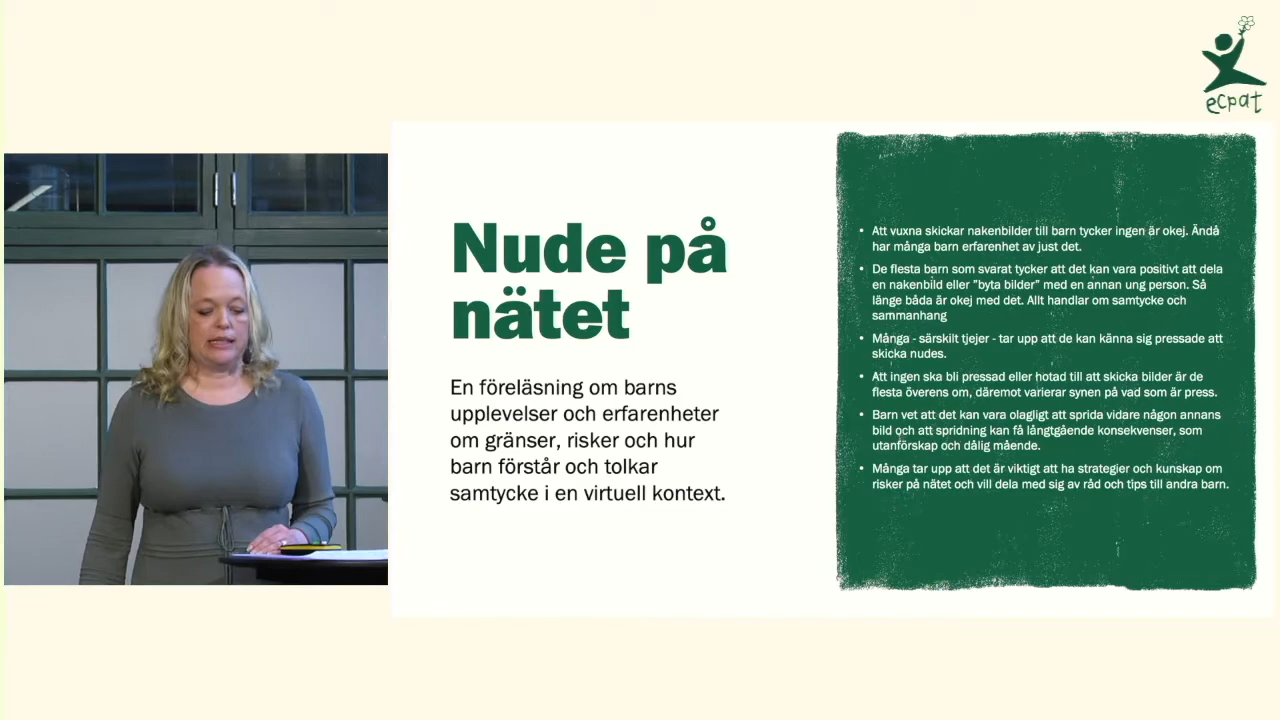 ecpat
Nude på
nätet
En föreläsning om barns
upplevelser och erfarenheter
om gränser, risker och hur
barn förstår och tolkar
samtycke i en virtuell kontext.
• Att vuxna skickar nakenbilder till barn tycker ingen är okej. Ändå
har många barn erfarenhet av just det.
• De flesta barn som svarat tycker att det kan vara positivt att dela
en nakenbild eller ”byta bilder” med en annan ung person. Så
länge båda är okej med det. Allt handlar om samtycke och
sammanhang
• Många - särskilt tjejer - tar upp att de kan känna sig pressade att
skicka nudes.
• Att ingen ska bli pressad eller hotad till att skicka bilder är de
flesta överens om, däremot varierar synen på vad som är press.
• Barn vet att det kan vara olagligt att sprida vidare någon annans
bild och att spridning kan få långtgående konsekvenser, som
utanförskap och dålig mående.
• Många tar upp att det är viktigt att ha strategier och kunskap om
risker på nätet och vill dela med sig av råd och tips till andra barn.